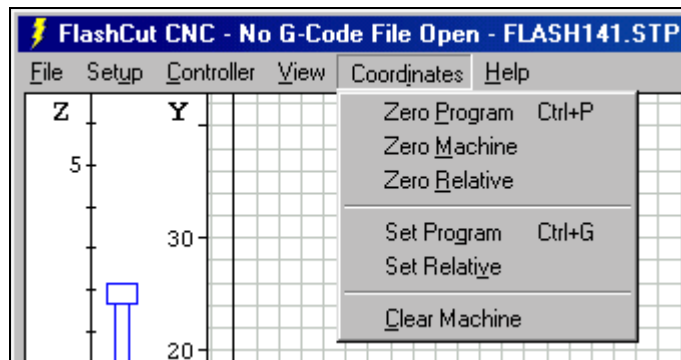 FlashCut CNC - No G-Code File Open - FLASH141.STP
File Setup Controller View Coordinates Help
Z Y
Zero Program Ctrl+P
Zero Machine
5
Zero Relative
30
Set Program Ctrl+G
Set Relative
Clear Machine
20